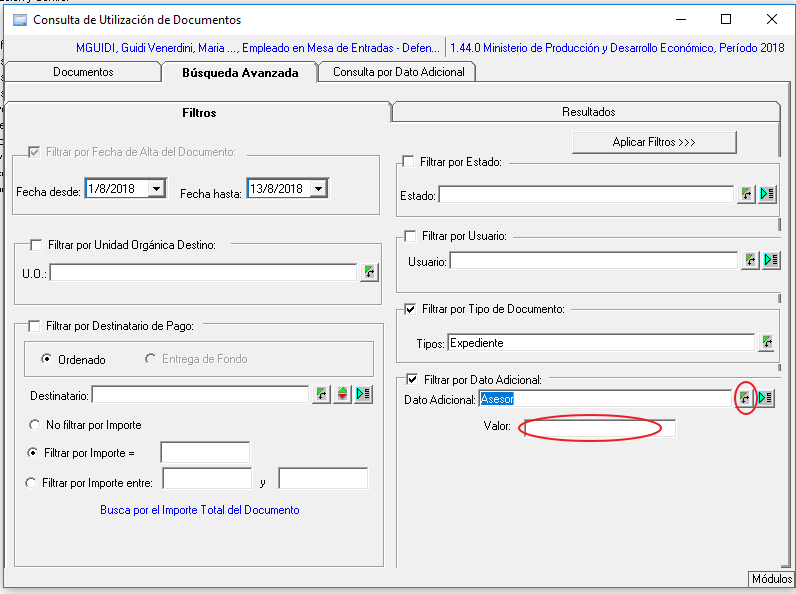 Consulta de Utilización de Documentos
MGUIDI, Guidi Venerdini, Maria ..., Empleado en Mesa de Entradas - Defen... 1.44.0 Ministerio de Producción y Desarrollo Económico, Período 2018
Documentos Búsqueda Avanzada Consulta por Dato Adicional
Filtros Resultados
Aplicar Filtros >>>
Filtrar por Fecha de Alta del Documento:
Fecha desde: 1/8/2018 Fecha hasta: 13/8/2018
Filtrar por Unidad Orgánica Destino:
U.O.:
Filtrar por Destinatario de Pago:
Ordenado Entrega de Fondo
Destinatario:
No filtrar por Importe
Filtrar por Importe =
Filtrar por Importe entre: y
Busca por el Importe Total del Documento
Filtrar por Estado:
Estado:
Filtrar por Usuario:
Usuario:
Filtrar por Tipo de Documento:
Tipos: Expediente
Filtrar por Dato Adicional:
Dato Adicional: Asesor
Valor:
Módulos